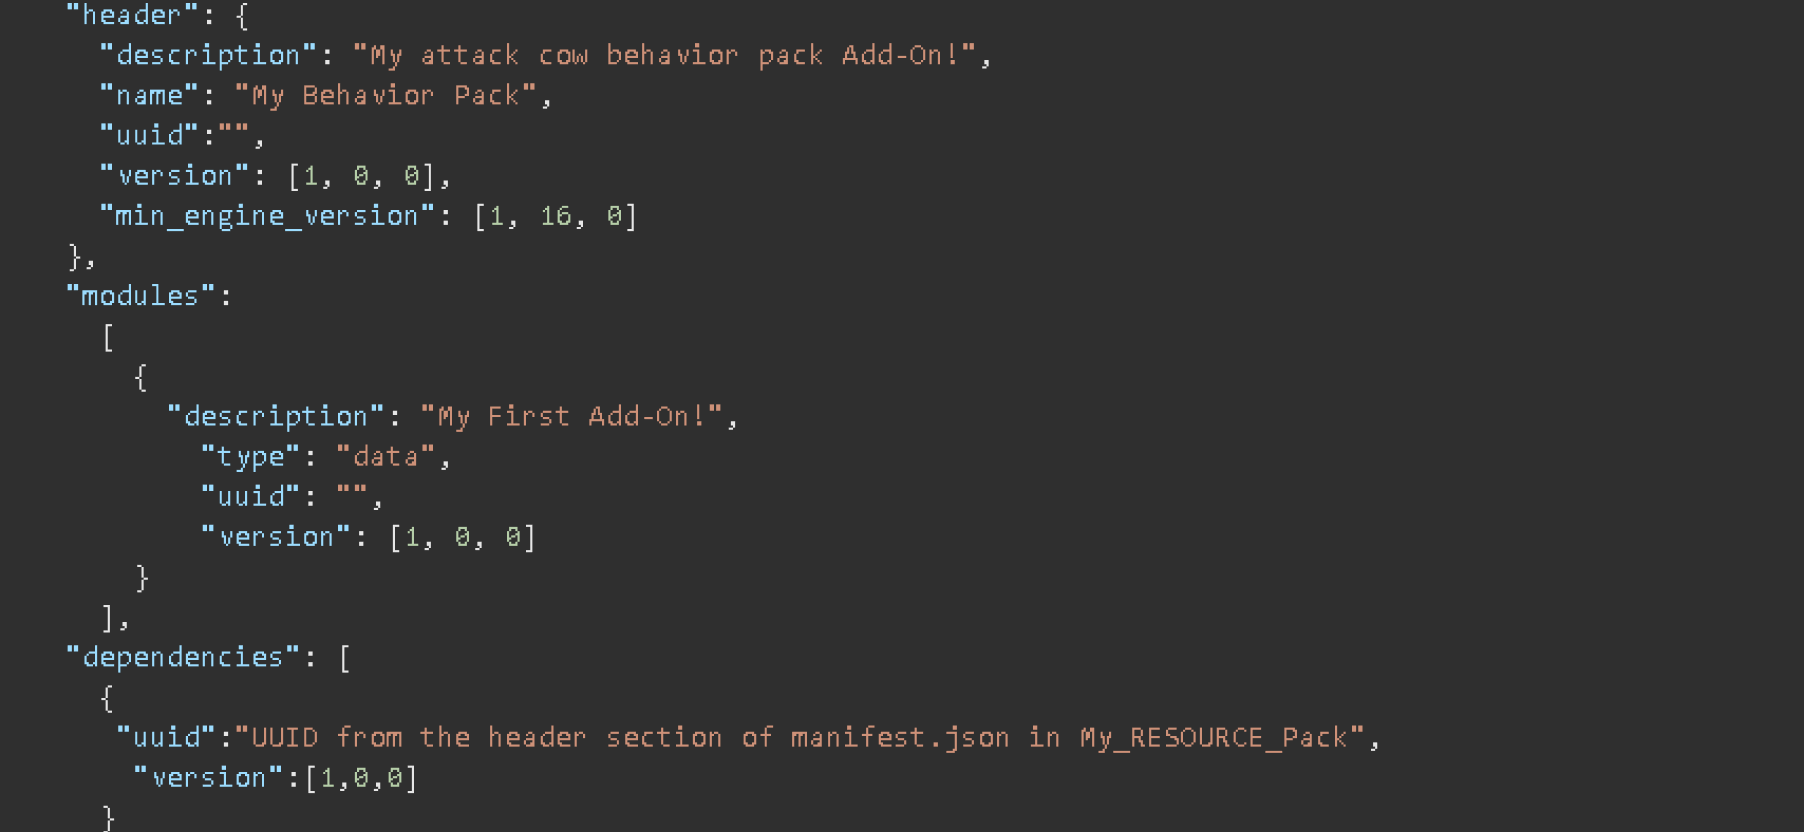 "header": {
"description": "My attack cow behavior pack Add-On!",
"name": "My Behavior Pack",
"uuid":"",
"version": [1, 0, 0],
"min_engine_version": [1, 16, 0]
},
"modules":
[
{
"description": "My First Add-On!",
"type": "data",
"uuid": "",
"version": [1, 0, 0]
}
],
"dependencies": [
{
"uuid":"UUID from the header section of manifest.json in My_RESOURCE_Pack",
"version":[1,0,0]
}